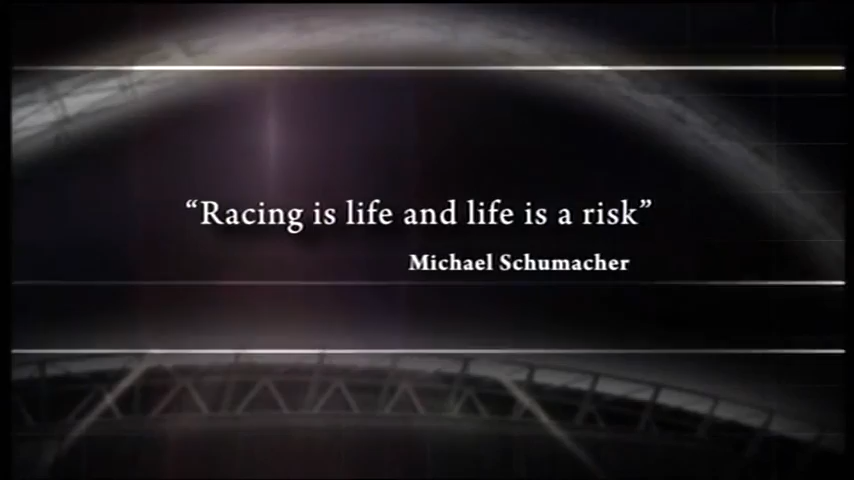 “Racing is life and life is a risk”
Michael Schumacher